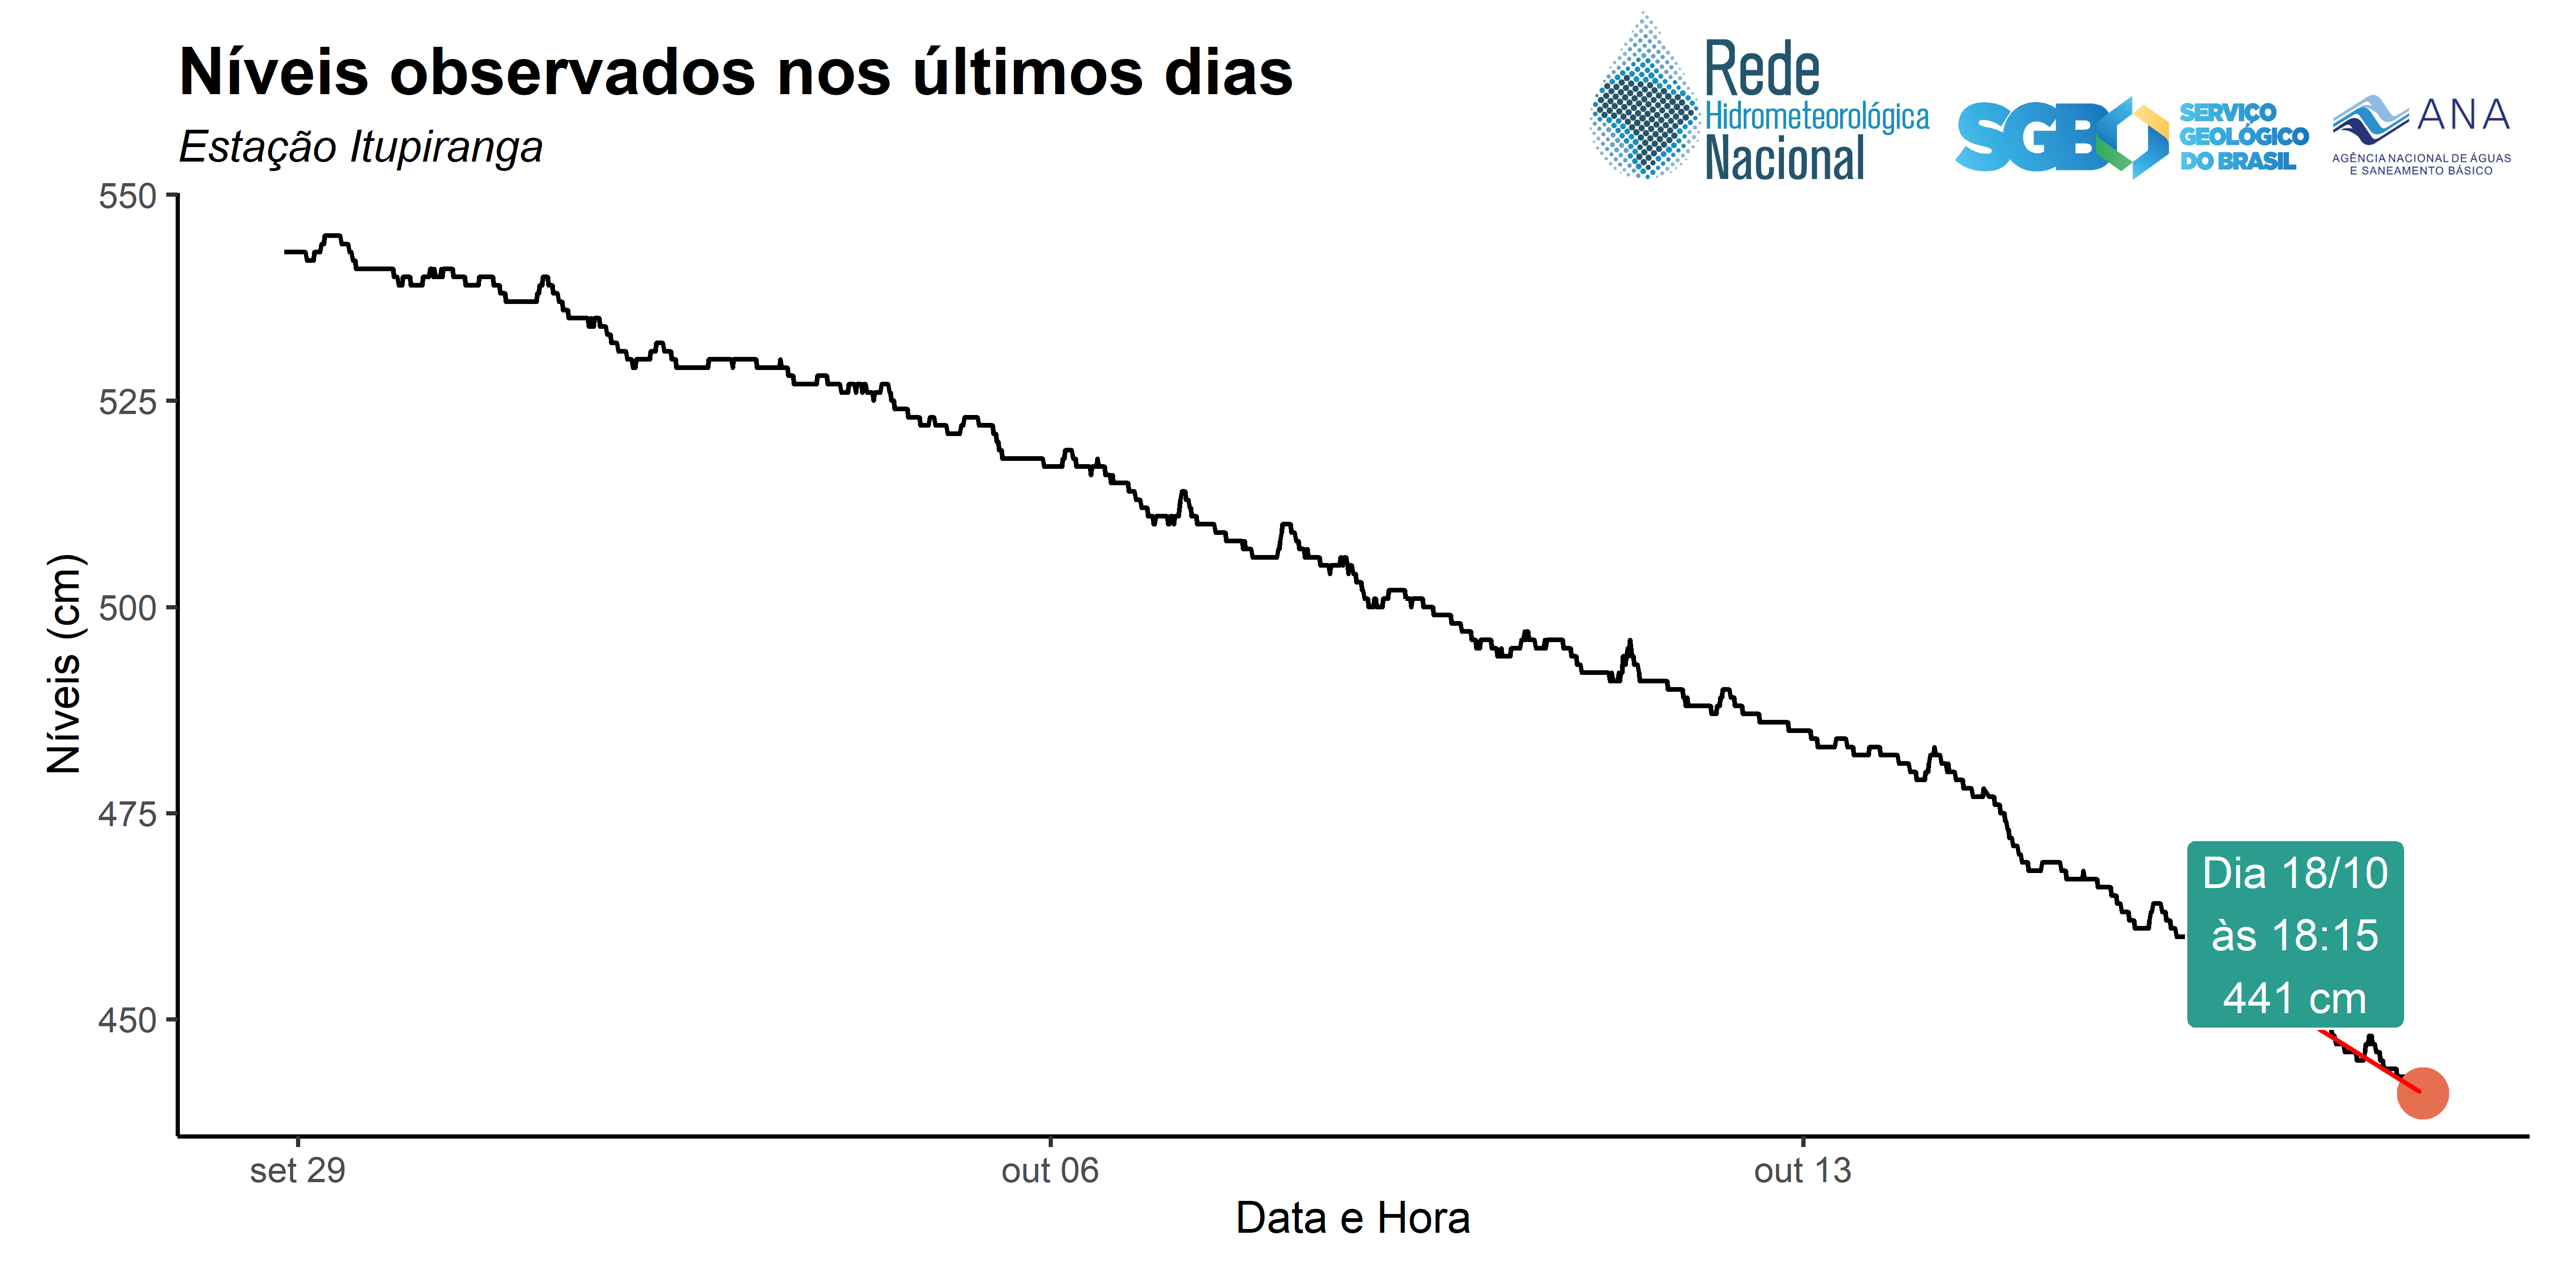 Níveis observados nos últimos dias
Estação Itupiranga
Rede
Hidrometeorológica
Nacional
SGB
SERVIÇO
GEOLÓGICO
DO BRASIL
ANA
AGÊNCIA NACIONAL DE ÁGUAS
E SANEAMENTO BÁSICO
Níveis (cm)
550
525
500
475
450
Dia 18/10
às 18:15
441 cm
set 29
out 06
out 13
Data e Hora